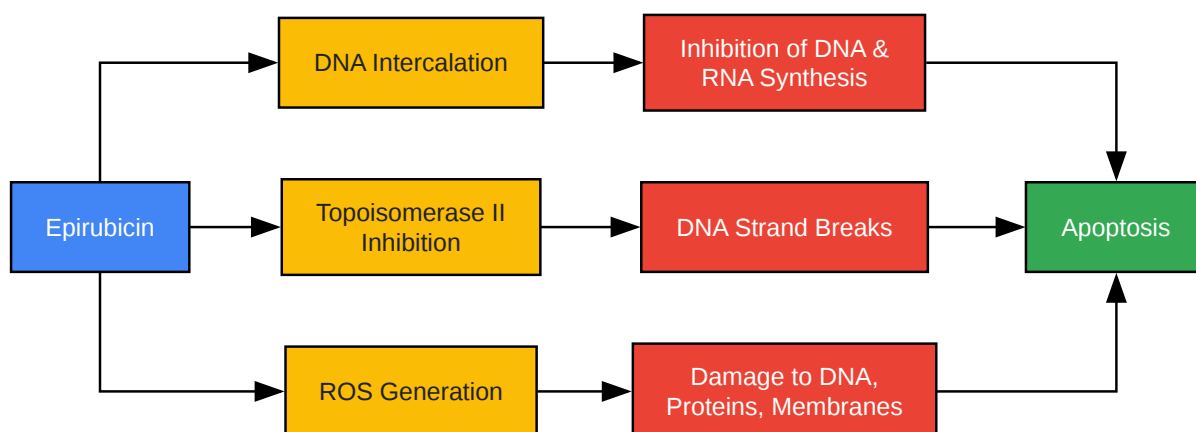 DNA Intercalation
Inhibition of DNA &
RNA Synthesis
Epirubicin
Topoisomerase II
Inhibition
DNA Strand Breaks
Apoptosis
ROS Generation
Damage to DNA,
Proteins, Membranes